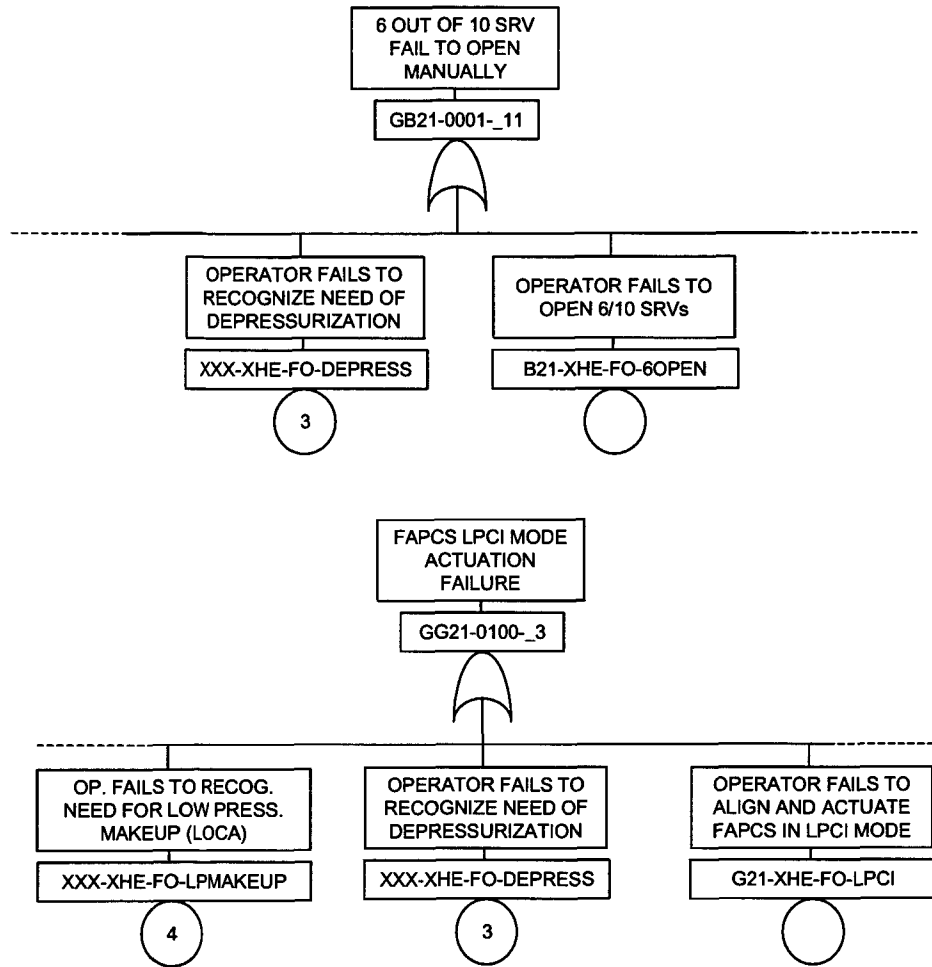 6 OUT OF 10 SRV
FAIL TO OPEN
MANUALLY
GB21-0001-_11
OPERATOR FAILS TO
RECOGNIZE NEED OF
DEPRESSURIZATION
XXX-XHE-FO-DEPRESS
3
OPERATOR FAILS TO
OPEN 6/10 SRVs
B21-XHE-FO-6OPEN
FAPCS LPCI MODE
ACTUATION
FAILURE
GG21-0100-_3
OP. FAILS TO RECOG.
NEED FOR LOW PRESS.
MAKEUP (LOCA)
XXX-XHE-FO-LPMAKEUP
4
OPERATOR FAILS TO
RECOGNIZE NEED OF
DEPRESSURIZATION
XXX-XHE-FO-DEPRESS
3
OPERATOR FAILS TO
ALIGN AND ACTUATE
FAPCS IN LPCI MODE
G21-XHE-FO-LPCI